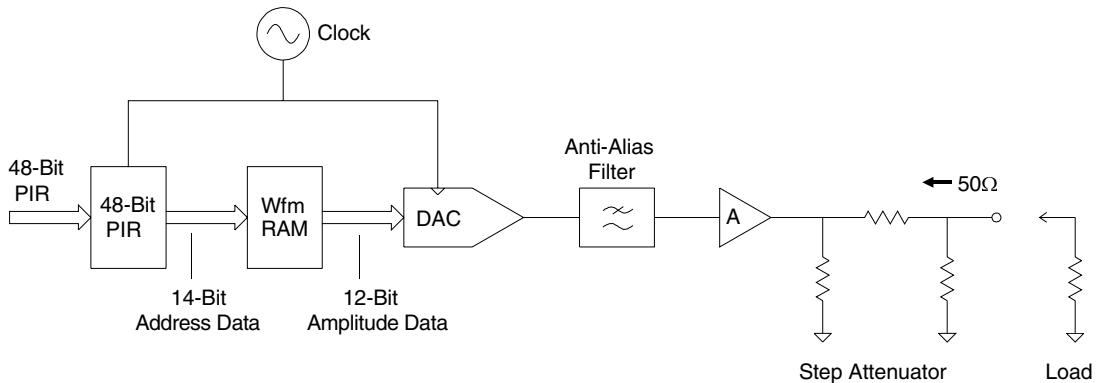 Clock
48-Bit
PIR
48-Bit
PIR
Wfm
RAM
DAC
Anti-Alias
Filter
A
50Ω
14-Bit
Address Data
12-Bit
Amplitude Data
Step Attenuator
Load